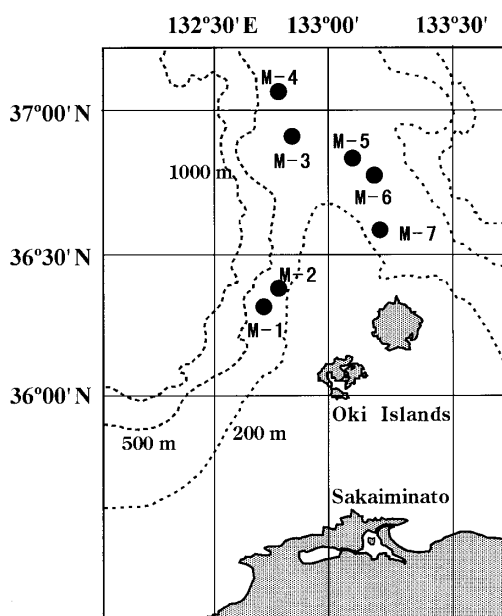 132°30' E 133°00' 133°30'
M-4
37°00' N
M-5
M-3
1000 m
M-6
M-7
36°30' N
M-2
M-1
36°00' N
Oki Islands
500 m
200 m
Sakaiminato